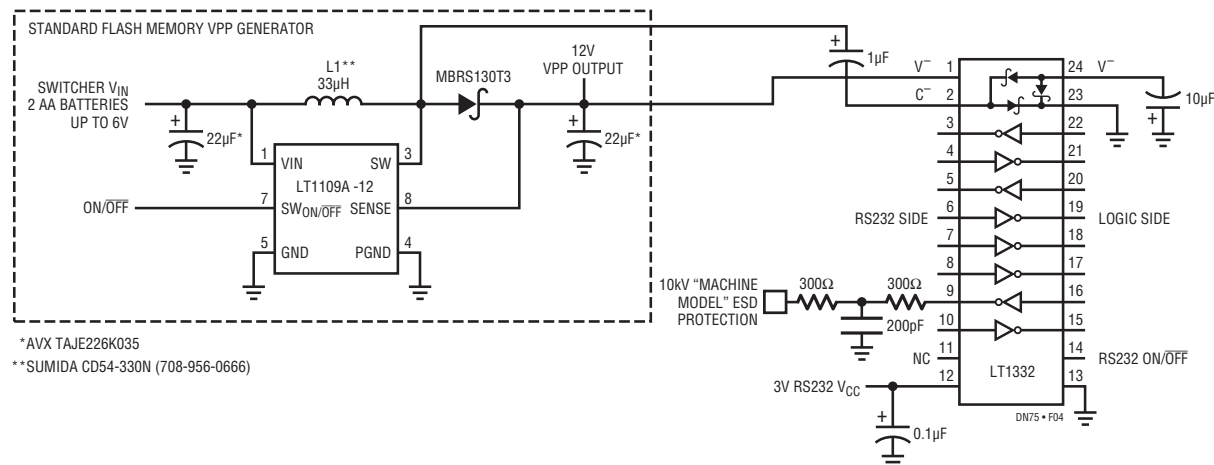 STANDARD FLASH MEMORY VPP GENERATOR
SWITCHER VIN
2 AA BATTERIES
UP TO 6V
L1**
33µH
MBRS130T3
12V
VPP OUTPUT
+
22µF*
+
22µF*
1
VIN
SW
3
LT1109A -12
ON/OFF
7
SWON/OFF
SENSE
8
5
GND
PGND
4
*AVX TAJE226K035
**SUMIDA CD54-330N (708-956-0666)
+
1µF
V–
1
24
V–
C–
2
23
+
10µF
3
22
4
21
5
20
RS232 SIDE
6
19
LOGIC SIDE
7
18
8
17
10kV “MACHINE
MODEL” ESD
PROTECTION
300Ω
300Ω
200pF
9
16
10
15
NC
11
14
RS232 ON/OFF
LT1332
3V RS232 VCC
12
13
+
0.1µF
DN75 • F04